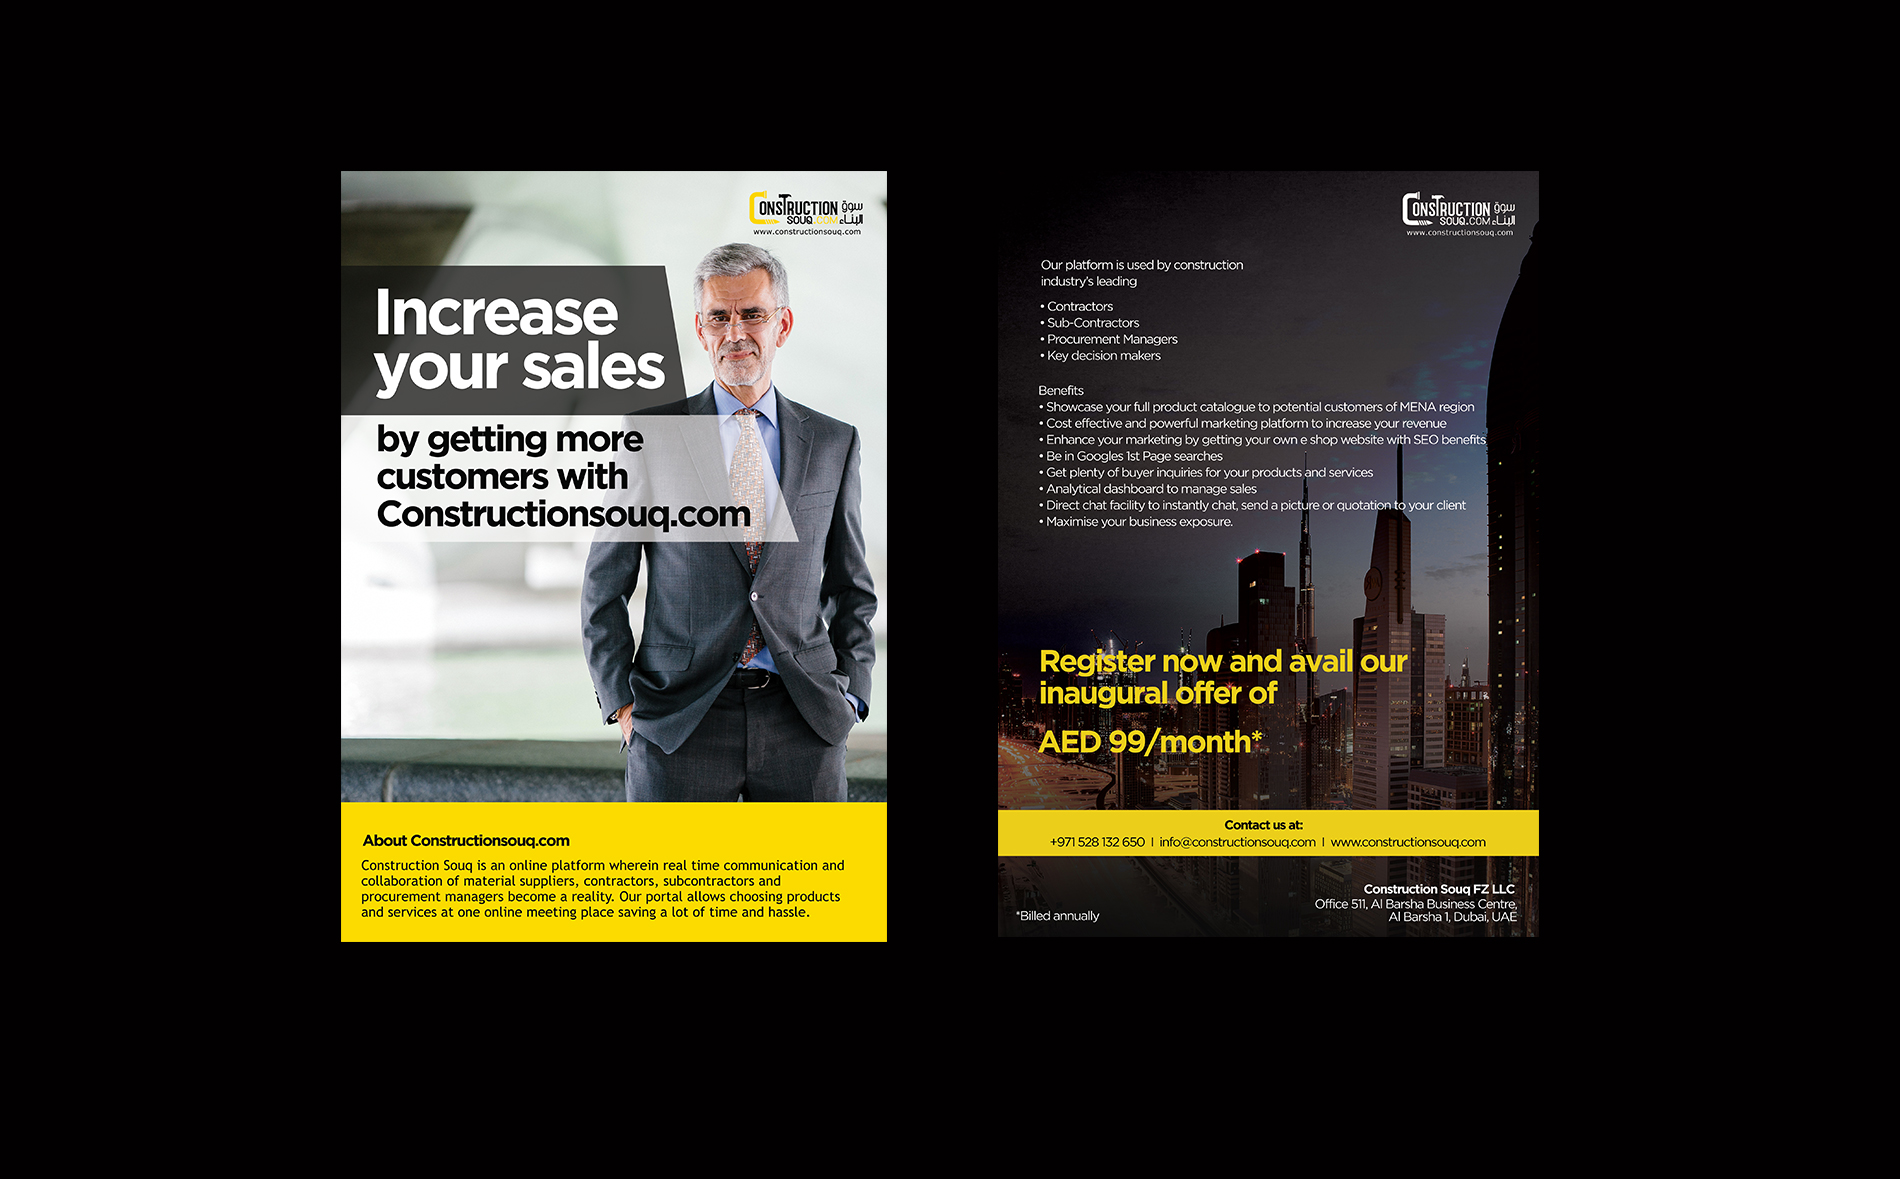 CONSTRUCTION سوق
SOUQ.COM البناء
www.constructionsouq.com
Increase
your sales
by getting more
customers with
Constructionsouq.com
About Constructionsouq.com
Construction Souq is an online platform wherein real time communication and
collaboration of material suppliers, contractors, subcontractors and
procurement managers become a reality. Our portal allows choosing products
and services at one online meeting place saving a lot of time and hassle.
CONSTRUCTION سوق
SOUQ.COM البناء
www.constructionsouq.com
Our platform is used by construction
industry's leading
• Contractors
• Sub-Contractors
• Procurement Managers
• Key decision makers
Benefits
• Showcase your full product catalogue to potential customers of MENA region
• Cost effective and powerful marketing platform to increase your revenue
• Enhance your marketing by getting your own e shop website with SEO benefits
• Be in Googles 1st Page searches
• Get plenty of buyer inquiries for your products and services
• Analytical dashboard to manage sales
• Direct chat facility to instantly chat, send a picture or quotation to your client
• Maximise your business exposure.
Register now and avail our
inaugural offer of
AED 99/month*
Contact us at:
+971 528 132 650 | info@constructionsouq.com | www.constructionsouq.com
Construction Souq FZ LLC
Office 511, Al Barsha Business Centre,
Al Barsha 1, Dubai, UAE
*Billed annually